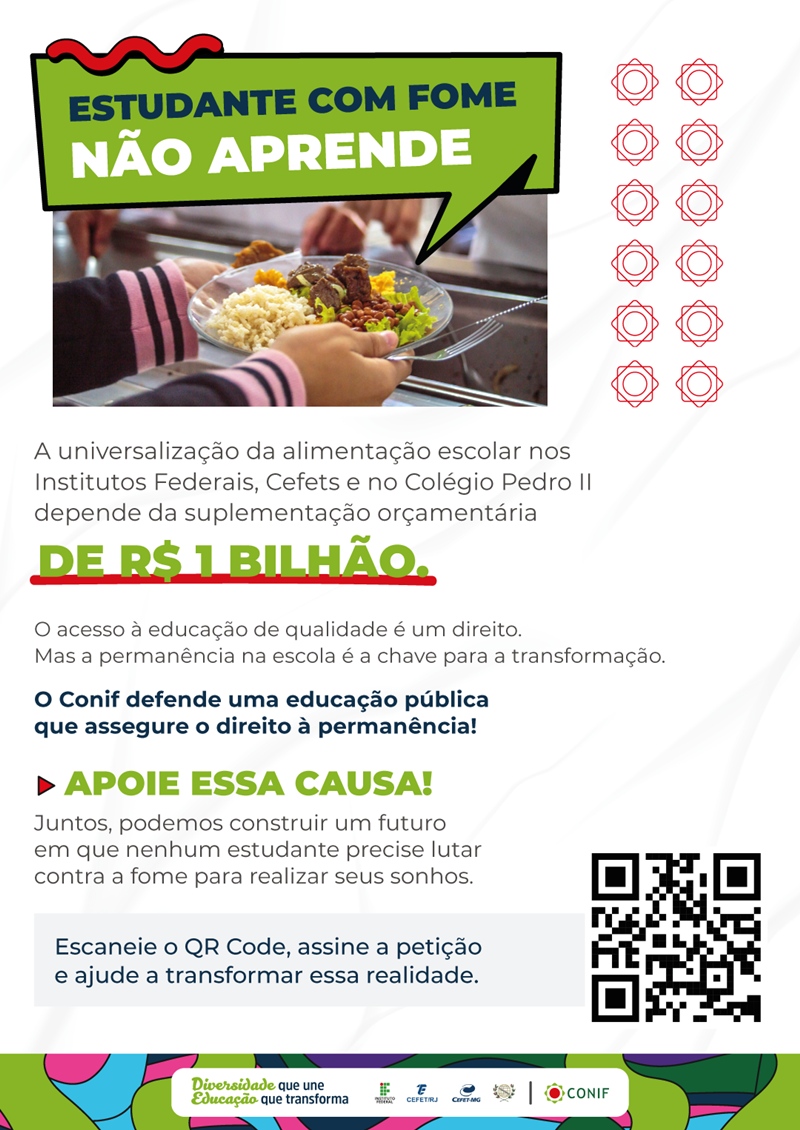 ESTUDANTE COM FOME
NÃO APRENDE
A universalização da alimentação escolar nos
Institutos Federais, Cefets e no Colégio Pedro II
depende da suplementação orçamentária
DE R$ 1 BILHÃO.
O acesso à educação de qualidade é um direito.
Mas a permanência na escola é a chave para a transformação.
O Conif defende uma educação pública
que assegure o direito à permanência!
APOIE ESSA CAUSA!
Juntos, podemos construir um futuro
em que nenhum estudante precise lutar
contra a fome para realizar seus sonhos.
Escaneie o QR Code, assine a petição
e ajude a transformar essa realidade.
Diversidade que une
Educação que transforma
INSTITUTO
FEDERAL
CEFET/RJ
CEFET-MG
CONIF